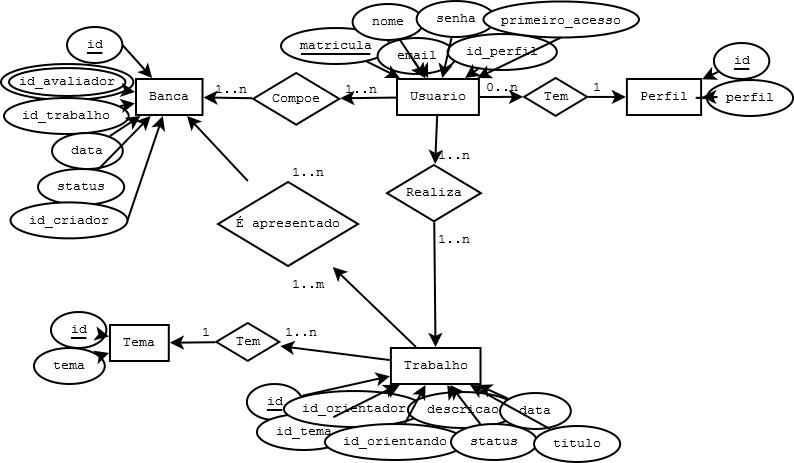 nome
senha
primeiro_acesso
id
matricula
email
id_perfil
id
id_avaliador
Banca
1..n
Compoe
1..n
Usuario
0..n
Tem
1
Perfil
perfil
id_trabalho
data
1..n
status
1..n
Realiza
id_criador
É apresentado
1..n
1..m
id
Tema
1
Tem
1..n
tema
Trabalho
id
id_orientador
descricao
data
id_tema
id_orientando
status
titulo